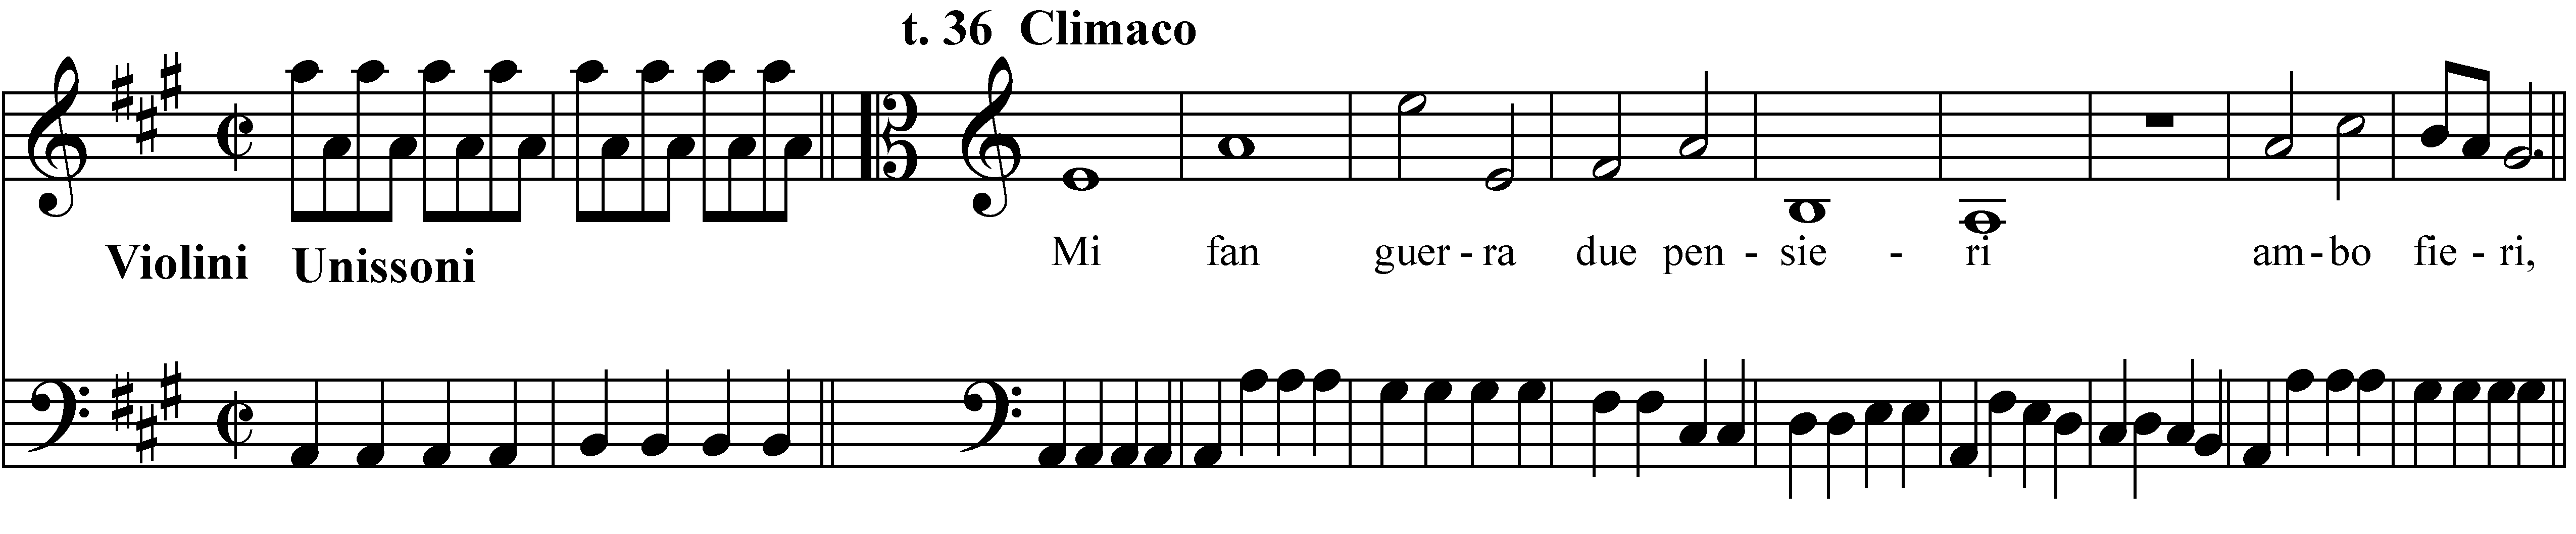 t. 36 Climaco
Violini Unissoni
Mi fan guer - ra due pen - sie - ri am - bo fie - ri,